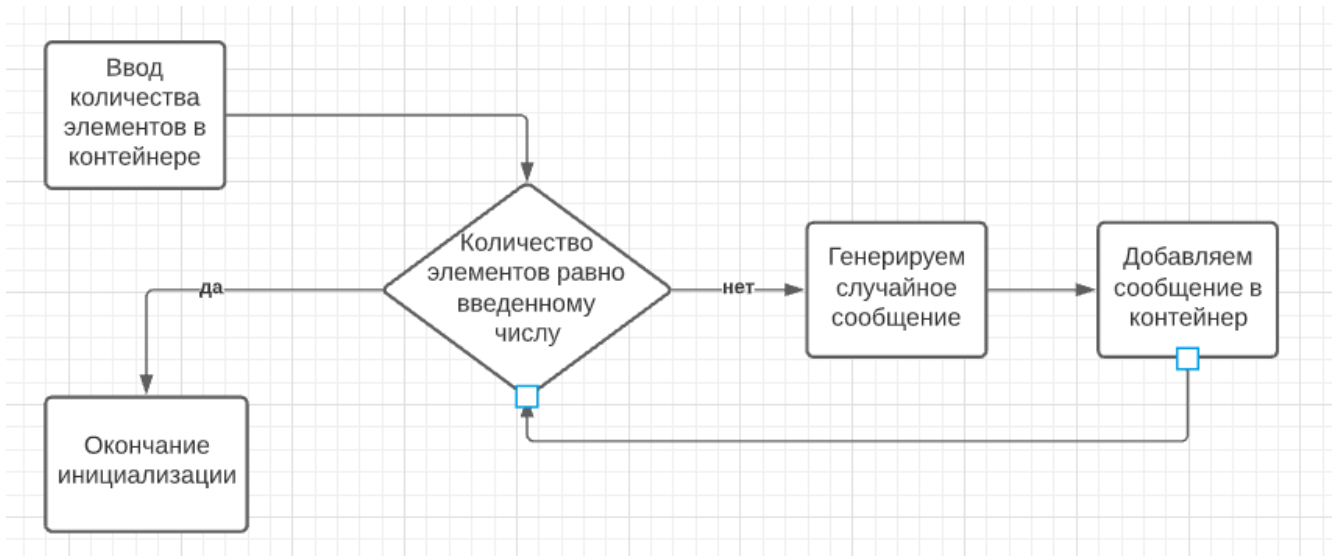 Ввод
количества
элементов в
контейнере
Количество
элементов равно
введенному
числу
да
нет
Генерируем
случайное
сообщение
Добавляем
сообщение в
контейнер
Окончание
инициализации